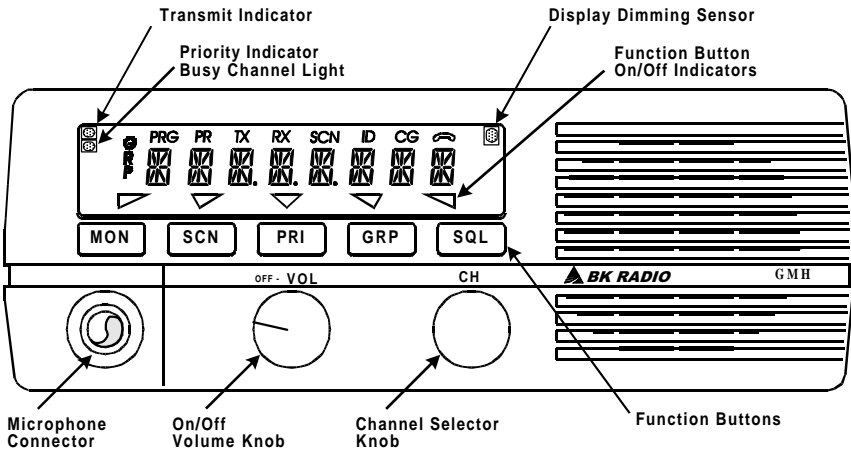 Transmit Indicator
Display Dimming Sensor
Priority Indicator
Busy Channel Light
Function Button
On/Off Indicators
PRG PR TX RX SCN ID CG
GRP
MON SCN PRI GRP SQL
OFF - VOL
CH
BK RADIO
GMH
Microphone
Connector
On/Off
Volume Knob
Channel Selector
Knob
Function Buttons